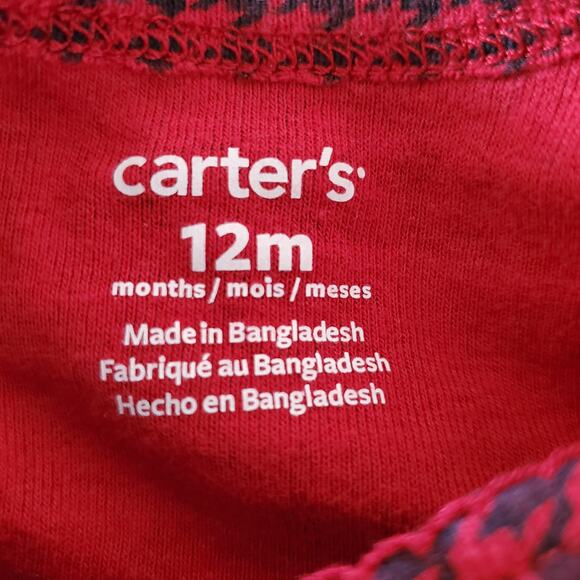 carter's
12m
months / mois / meses
Made in Bangladesh
Fabriqué au Bangladesh
Hecho en Bangladesh